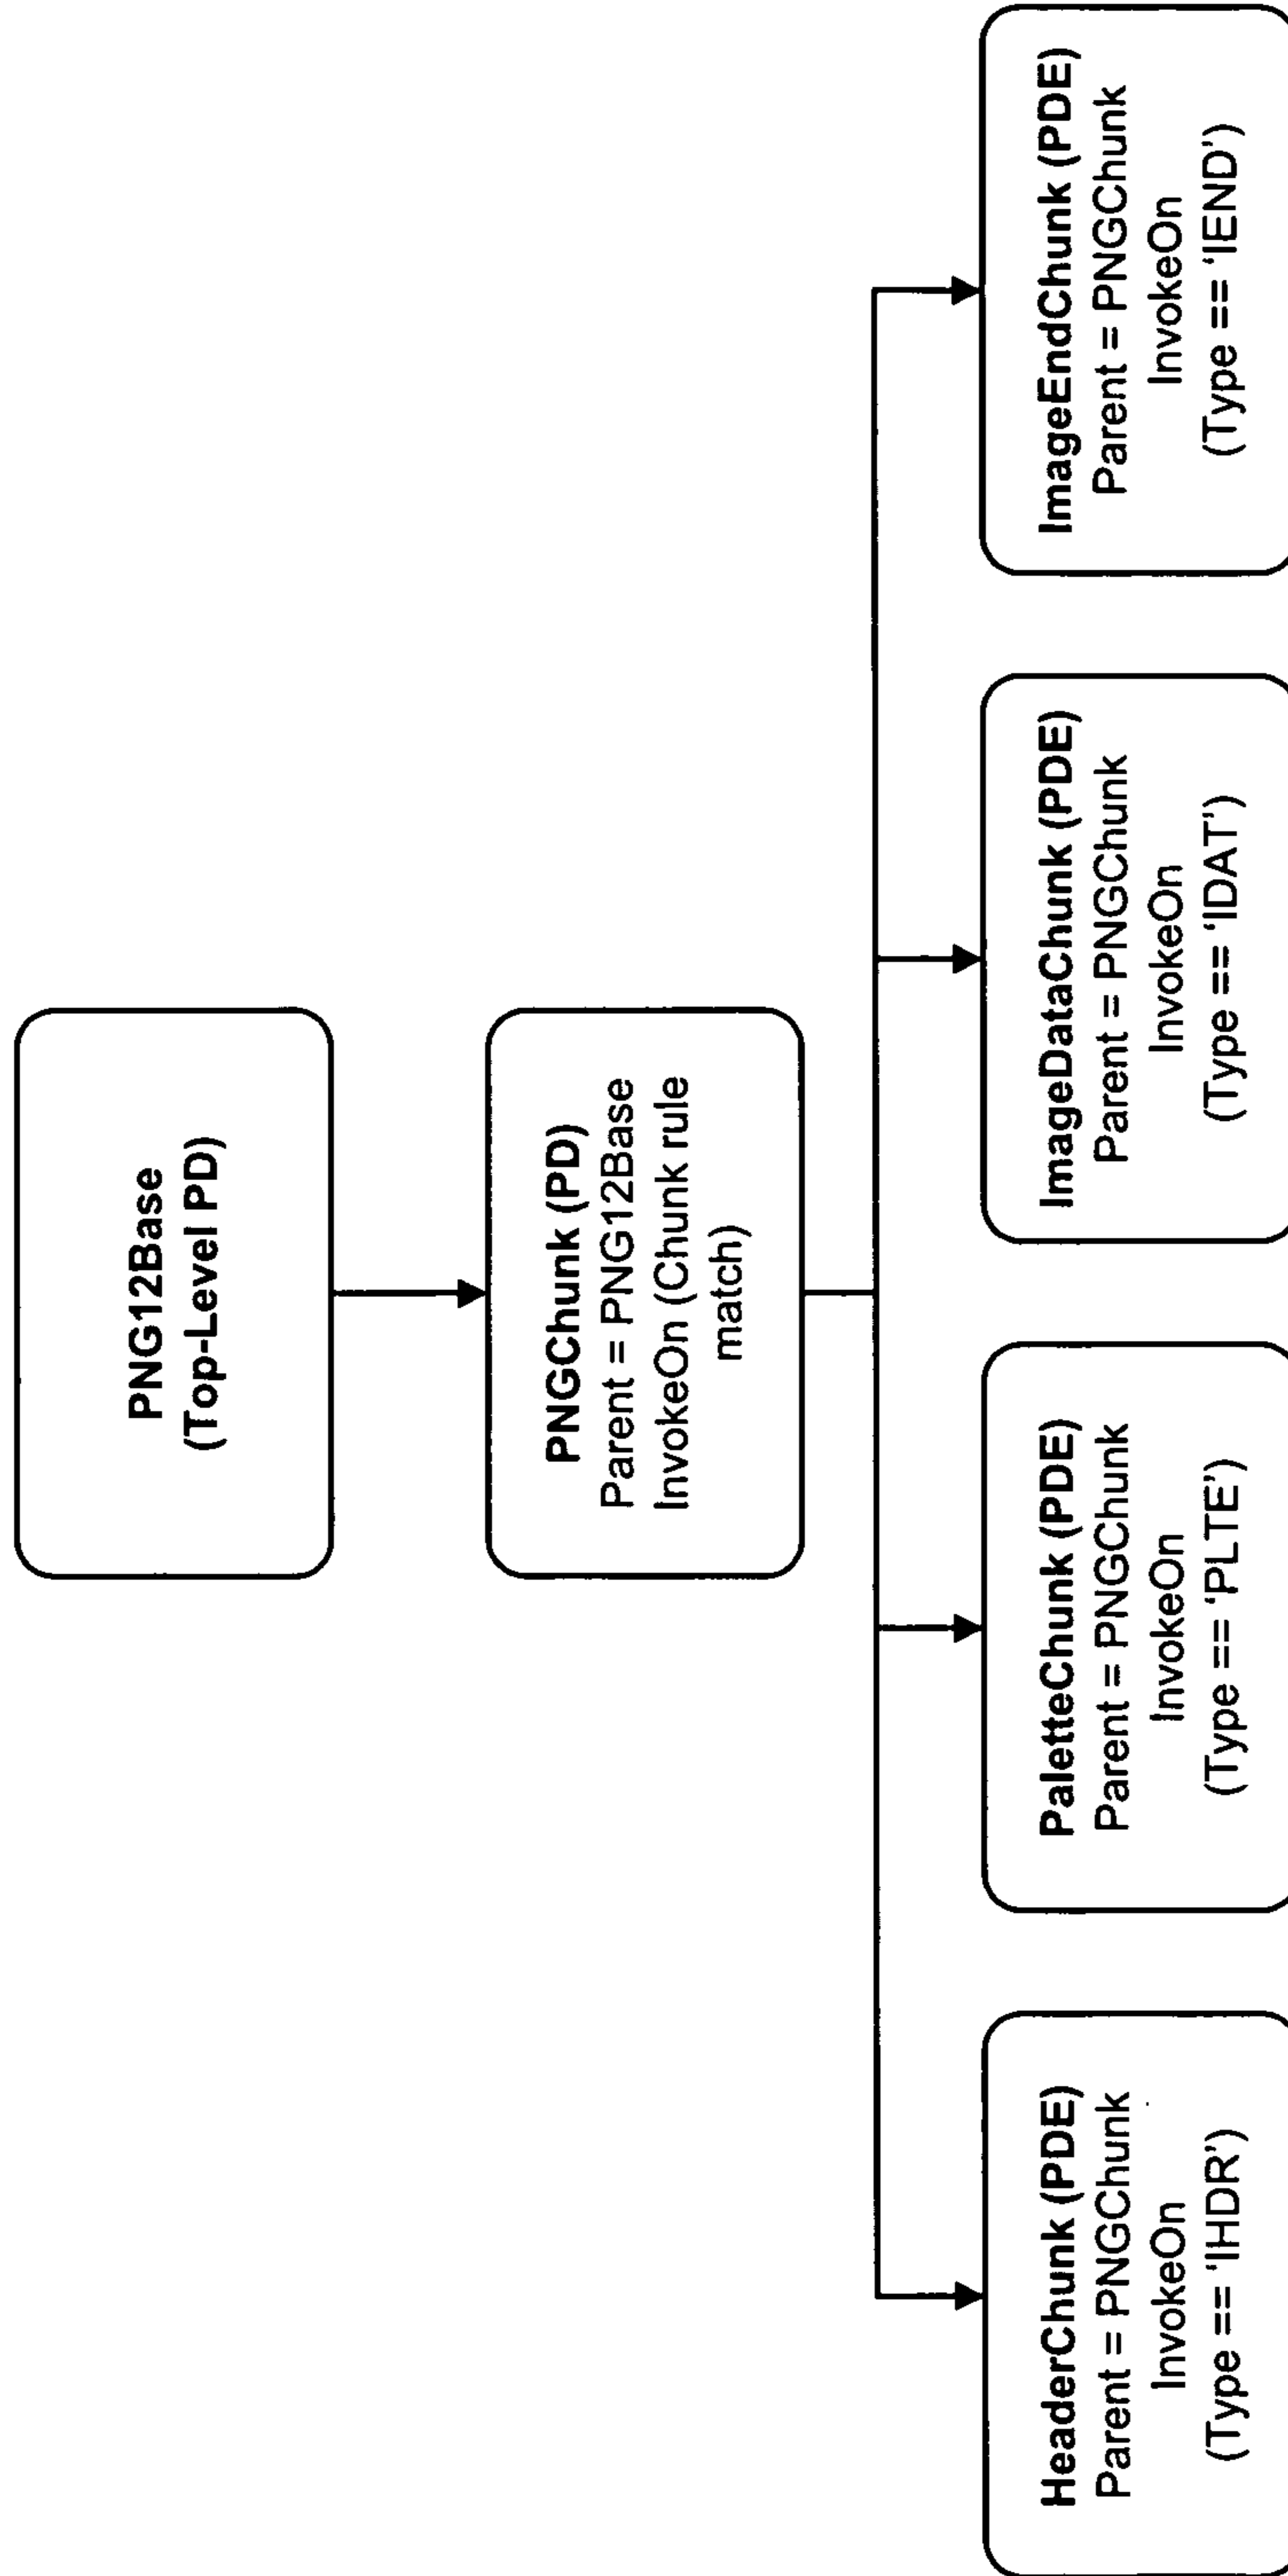 PNG12Base
(Top-Level PD)
PNGChunk (PD)
Parent = PNG12Base
InvokeOn (Chunk rule
match)
HeaderChunk (PDE)
Parent = PNGChunk
InvokeOn
(Type == 'IHDR')
PaletteChunk (PDE)
Parent = PNGChunk
InvokeOn
(Type == 'PLTE')
ImageDataChunk (PDE)
Parent = PNGChunk
InvokeOn
(Type == 'IDAT')
ImageEndChunk (PDE)
Parent = PNGChunk
InvokeOn
(Type == 'IEND')